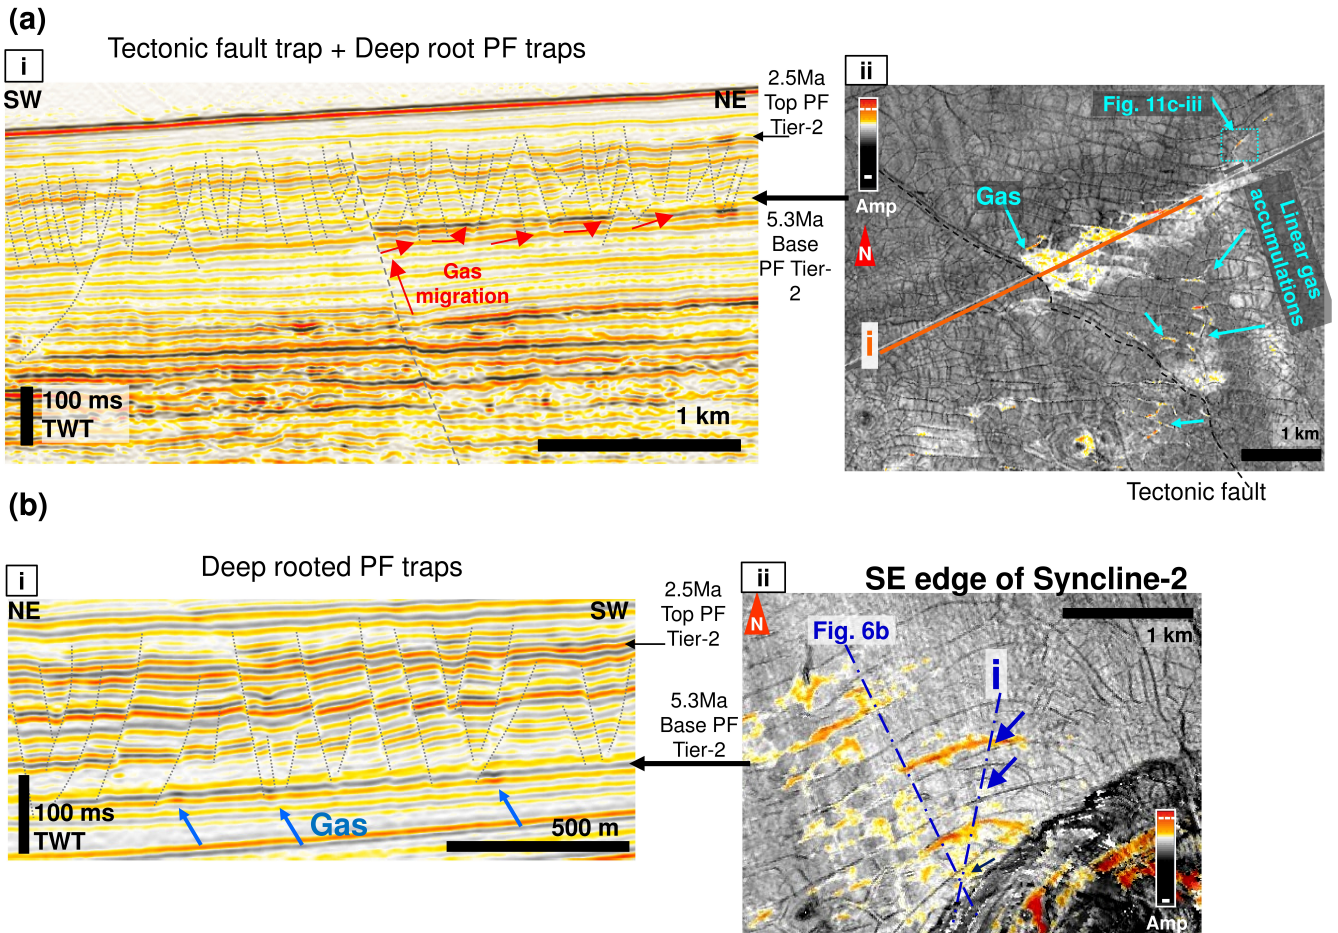 (a)
Tectonic fault trap + Deep root PF traps
i
SW
NE
2.5Ma
Top PF
Tier-2
5.3Ma
Base
PF Tier-
2
Gas
migration
100 ms
TWT
1 km
ii
Amp
N
Fig. 11c-iii
Gas
Linear gas
accumulations
i
1 km
Tectonic fault
(b)
Deep rooted PF traps
i
NE
SW
2.5Ma
Top PF
Tier-2
5.3Ma
Base PF
Tier-2
Gas
100 ms
TWT
500 m
ii
SE edge of Syncline-2
N
1 km
Fig. 6b
i
Amp